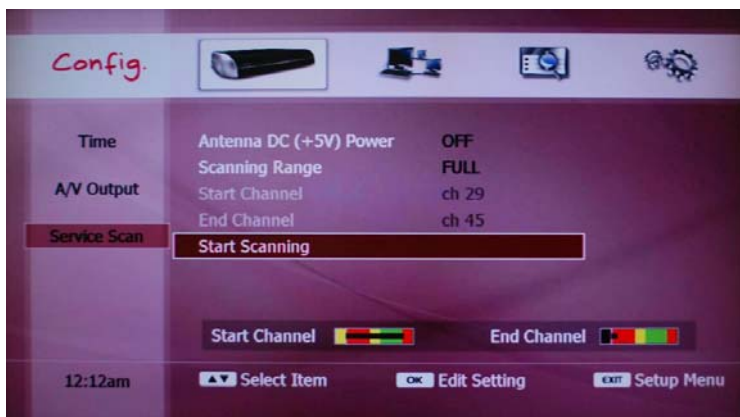 Config.
Time
A/V Output
Service Scan
Antenna DC (+5V) Power OFF
Scanning Range FULL
Start Channel ch 29
End Channel ch 45
Start Scanning
Start Channel End Channel
12:12am
▲▼ Select Item OK Edit Setting EXIT Setup Menu